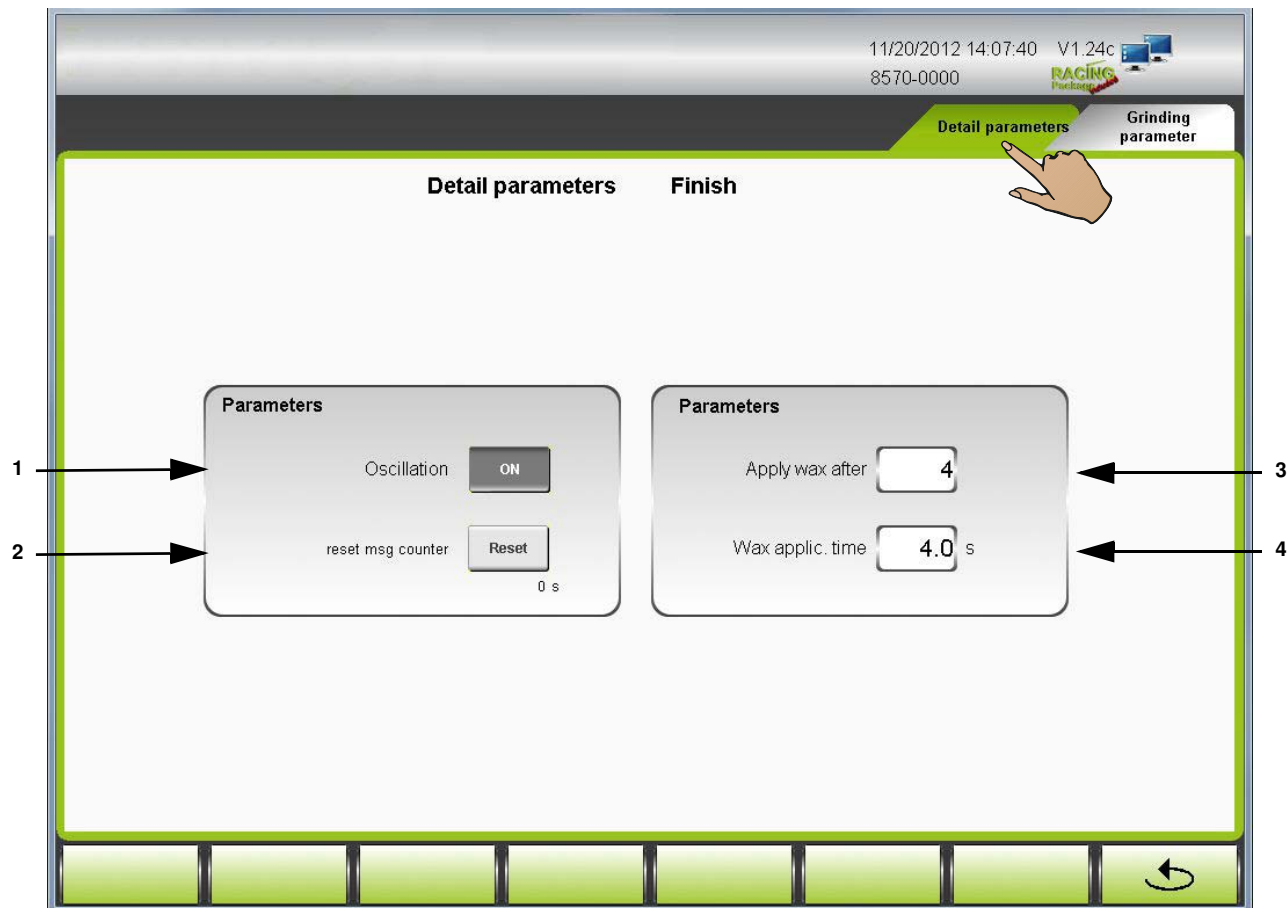 11/20/2012 14:07:40 V1.24c
8570-0000 RACING
Package
Detail parameters
Grinding
parameter
Detail parameters Finish
Parameters
1
Oscillation ON
2
reset msg counter Reset
0 s
Parameters
Apply wax after 4
3
Wax applic. time 4.0 s
4